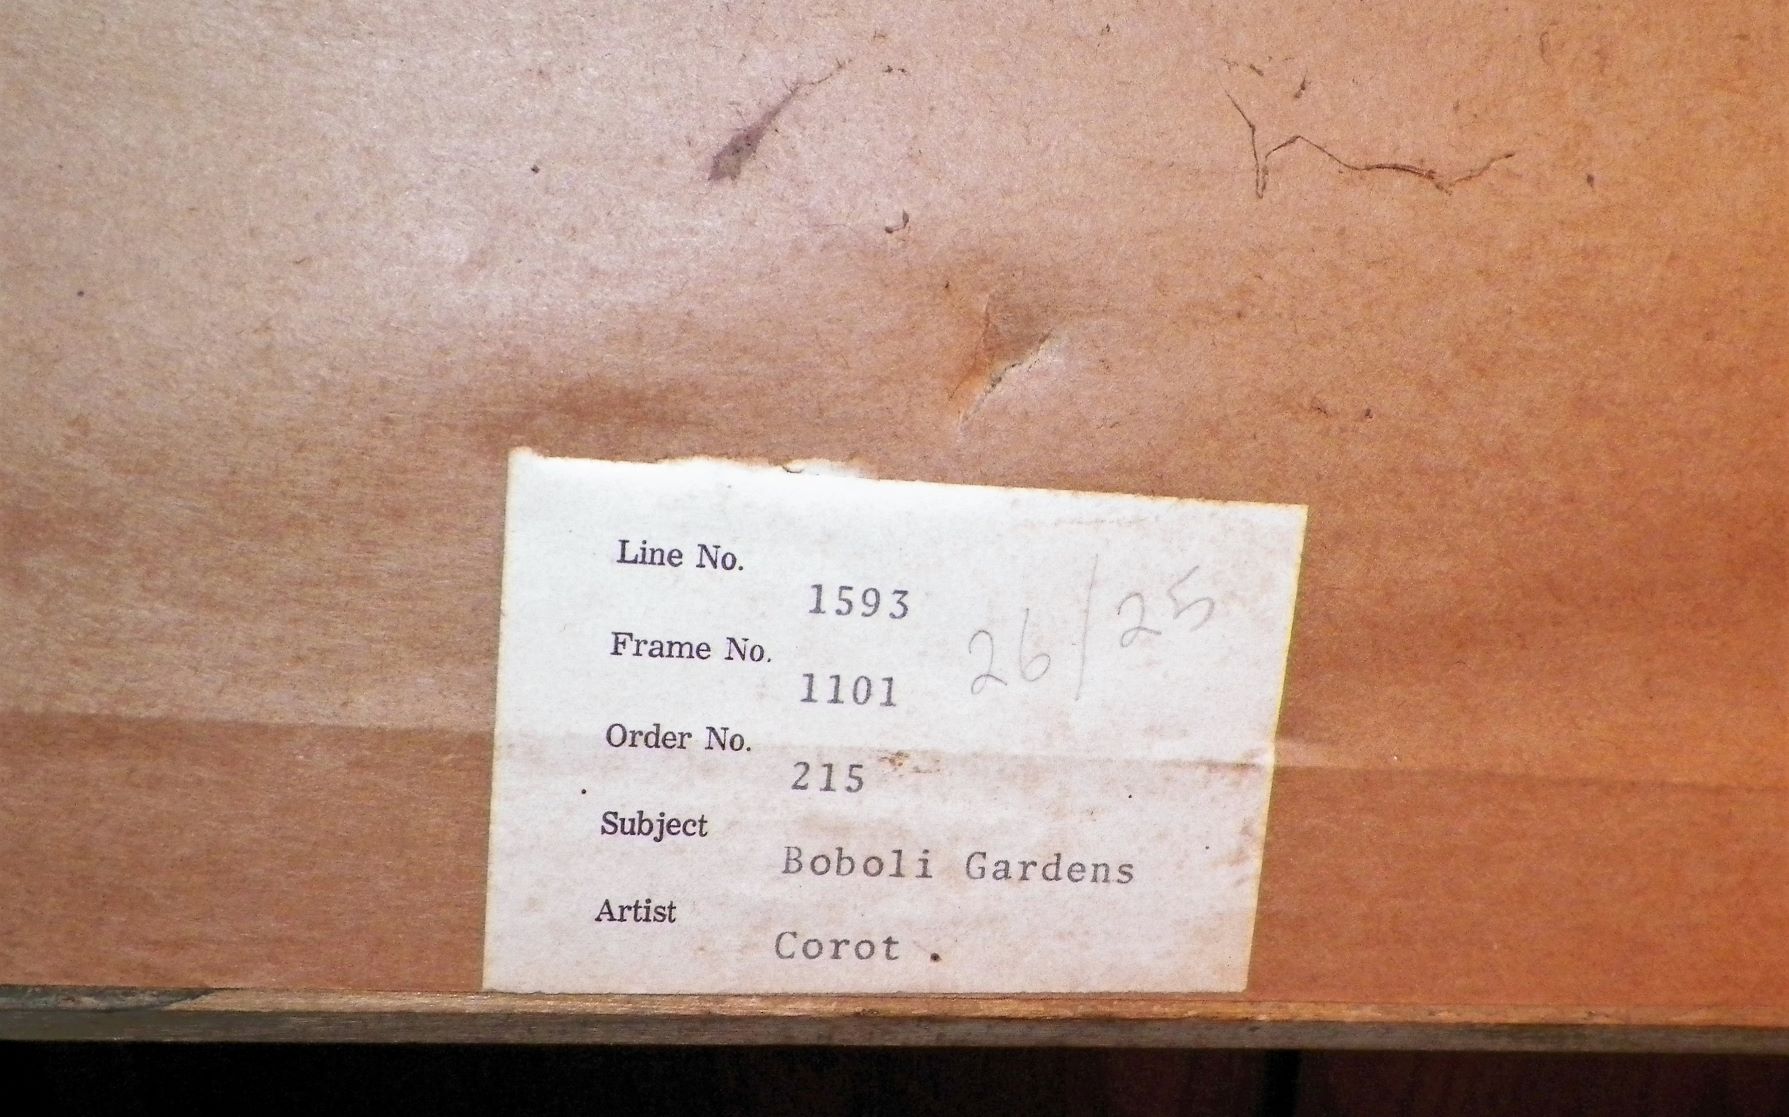 Line No.
1593
Frame No.
1101
26/25
Order No.
215
Subject
Boboli Gardens
Artist
Corot .